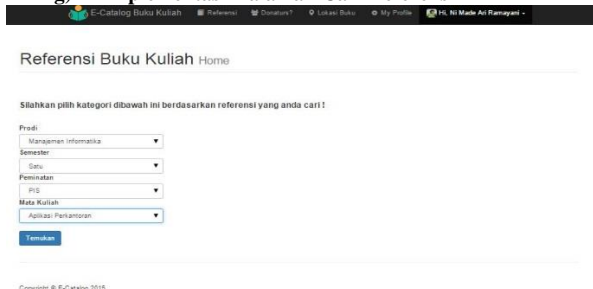 E-Catalog Buku Kuliah Referensi Donaturs? Lokasi Buku My Profile Hi, Ni Made Ari Ramayani
Referensi Buku Kuliah Home
Silahkan pilih kategori dibawah ini berdasarkan referensi yang anda cari !
Prodi
Manajemen Informatika
Semester
Satu
Peminatan
PIS
Mata Kuliah
Aplikasi Perkantoran
Temukan
Copyright © E-Catalog 2015